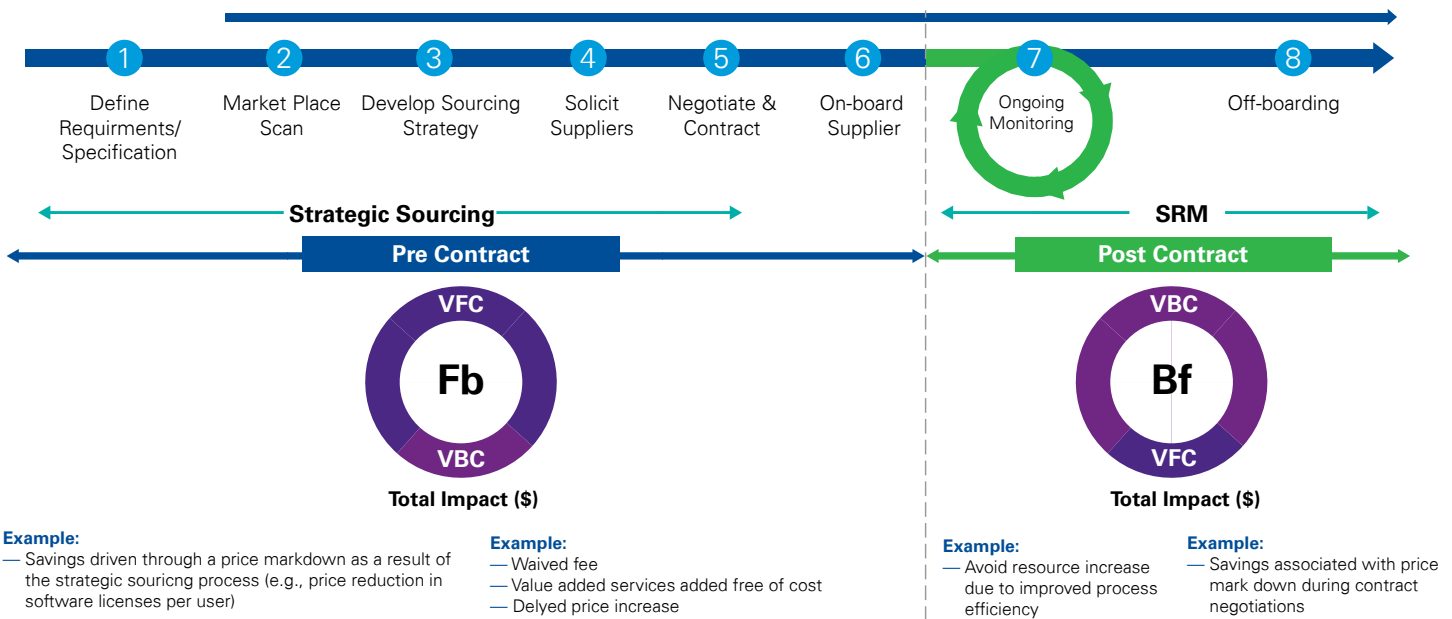 1
2
3
4
5
6
7
8
Define
Requirments/
Specification
Market Place
Scan
Develop Sourcing
Strategy
Solicit
Suppliers
Negotiate &
Contract
On-board
Supplier
Ongoing
Monitoring
Off-boarding
Strategic Sourcing
SRM
Pre Contract
Post Contract
VFC
Fb
VBC
Total Impact ($)
VBC
Bf
VFC
Total Impact ($)
Example:
— Savings driven through a price markdown as a result of
the strategic souricng process (e.g., price reduction in
software licenses per user)
Example:
— Waived fee
— Value added services added free of cost
— Delyed price increase
Example:
— Avoid resource increase
due to improved process
efficiency
Example:
— Savings associated with price
mark down during contract
negotiations